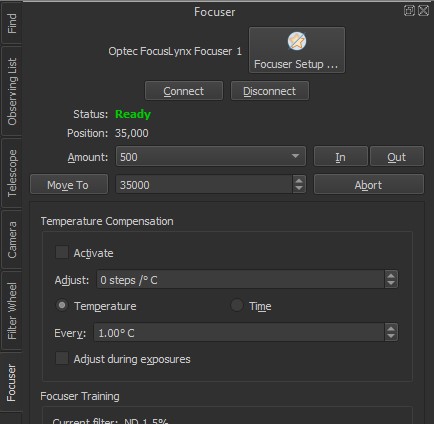 Focuser
Find
Observing List
Telescope
Camera
Filter Wheel
Focuser
Optec FocusLynx Focuser 1
Focuser Setup ...
Connect Disconnect
Status: Ready
Position: 35,000
Amount: 500 In Out
Move To 35000 Abort
Temperature Compensation
Activate
Adjust: 0 steps /° C
Temperature Time
Every: 1.00° C
Adjust during exposures
Focuser Training
Current filter: ND 1.5%